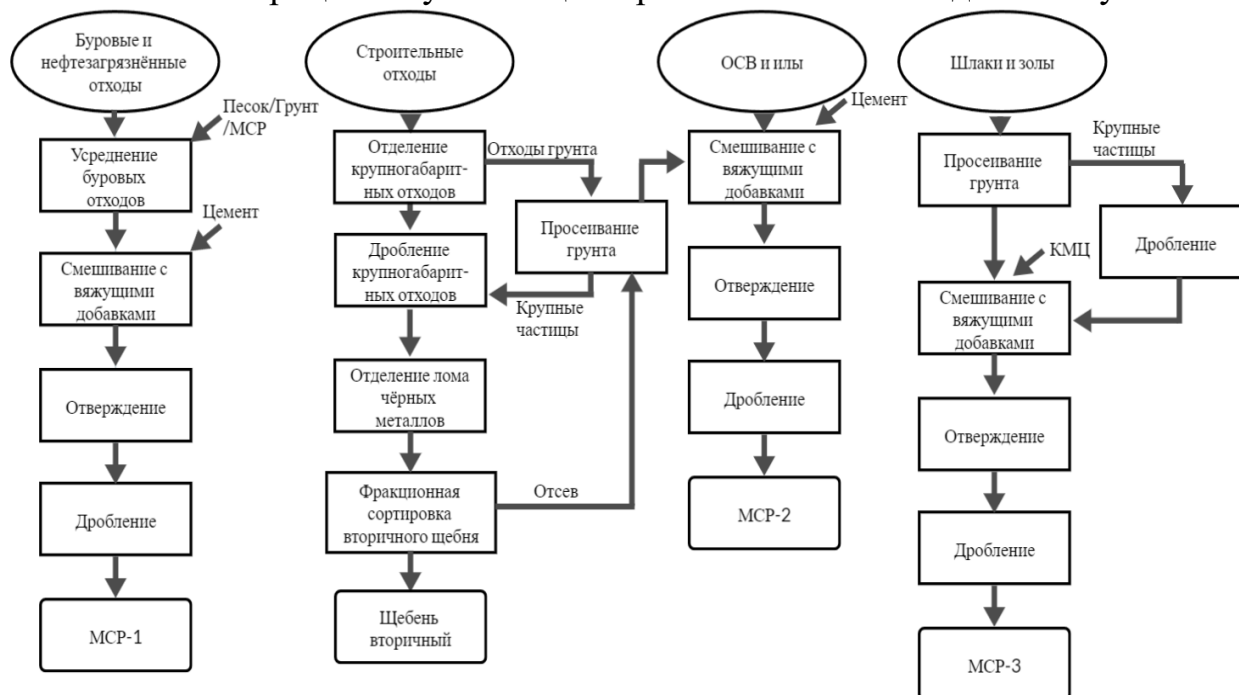 Буровые и
нефтезагрязнённые
отходы
Песок/Грунт
/МСР
Усреднение
буровых
отходов
Цемент
Смешивание с
вяжущими
добавками
Отверждение
Дробление
МСР-1
Строительные
отходы
Отделение
крупногабарит-
ных отходов
Отходы грунта
Просеивание
грунта
Дробление
крупногабарит-
ных отходов
Крупные
частицы
Отделение лома
чёрных
металлов
Фракционная
сортировка
вторичного щебня
Отсев
Щебень
вторичный
ОСВ и илы
Цемент
Смешивание с
вяжущими
добавками
Отверждение
Дробление
МСР-2
Шлаки и золы
Крупные
частицы
Просеивание
грунта
Дробление
КМЦ
Смешивание с
вяжущими
добавками
Отверждение
Дробление
МСР-3